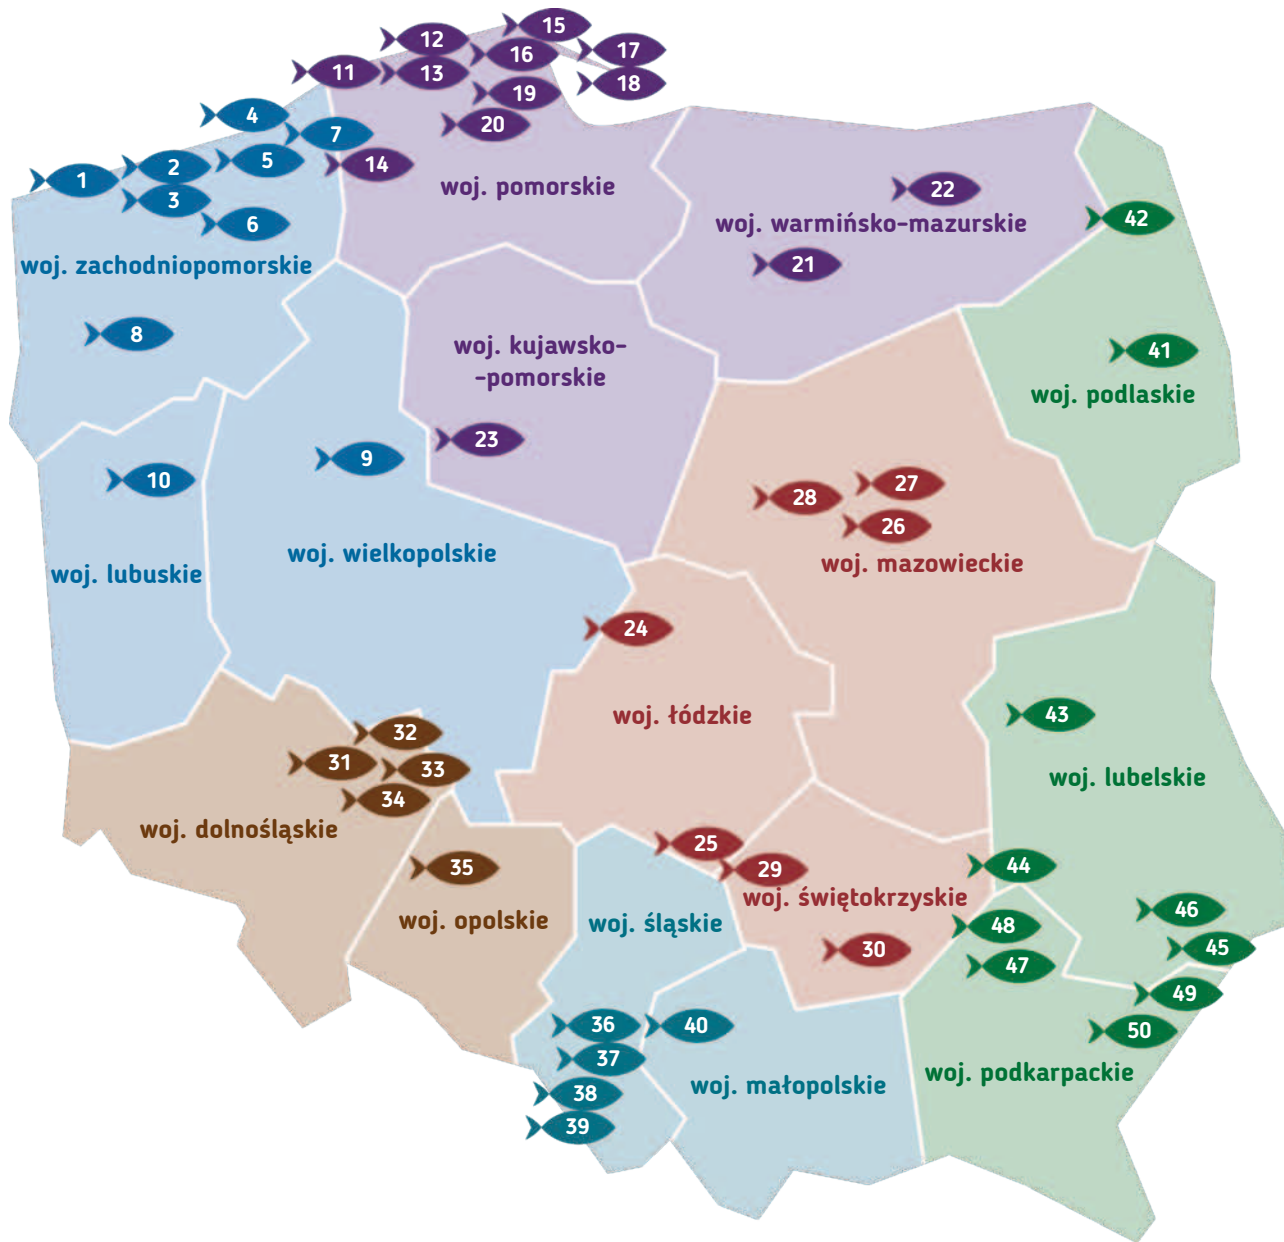 15
12
17
16
11
13
18
19
4
20
7
5
14
2
1
3
woj. pomorskie
22
6
42
woj. warmińsko-mazurskie
woj. zachodniopomorskie
21
8
woj. kujawsko-
-pomorskie
41
woj. podlaskie
23
9
10
27
28
26
woj. wielkopolskie
woj. mazowieckie
woj. lubuskie
24
woj. łódzkie
43
32
31
33
34
woj. lubelskie
woj. dolnośląskie
25
35
29
44
woj. świętokrzyskie
46
woj. opolskie
woj. śląskie
48
45
30
47
49
36
40
50
37
woj. podkarpackie
38
woj. małopolskie
39